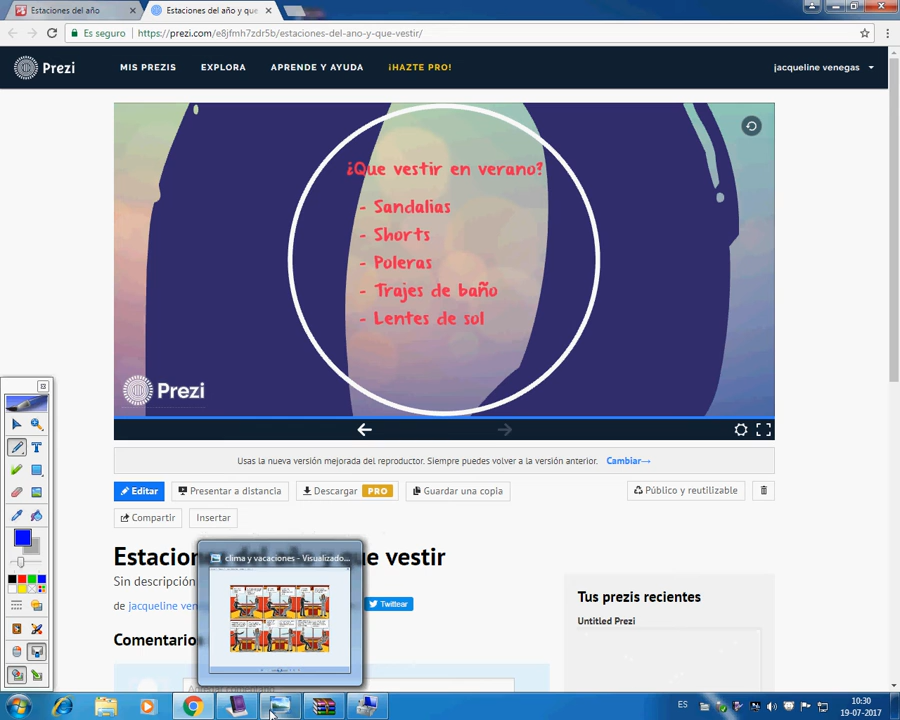 Estaciones del año
Estaciones del año y que
Es seguro
https://prezi.com/e8jfmh7zdr5b/estaciones-del-ano-y-que-vestir/
Prezi
MIS PREZIS
EXPLORA
APRENDE Y AYUDA
¡HAZTE PRO!
jacqueline venegas
¿Que vestir en verano?
- Sandalias
- Shorts
- Poleras
- Trajes de baño
- Lentes de sol
Prezi
Usas la nueva versión mejorada del reproductor. Siempre puedes volver a la versión anterior. Cambiar→
Editar
Presentar a distancia
Descargar PRO
Guardar una copia
Público y reutilizable
Compartir
Insertar
clima y vacaciones - Visualizado...
Estaciones del año y que vestir
Sin descripción
de jacqueline
Twittear
Tus prezis recientes
Untitled Prezi
Comentario
ES
10:30
19-07-2017